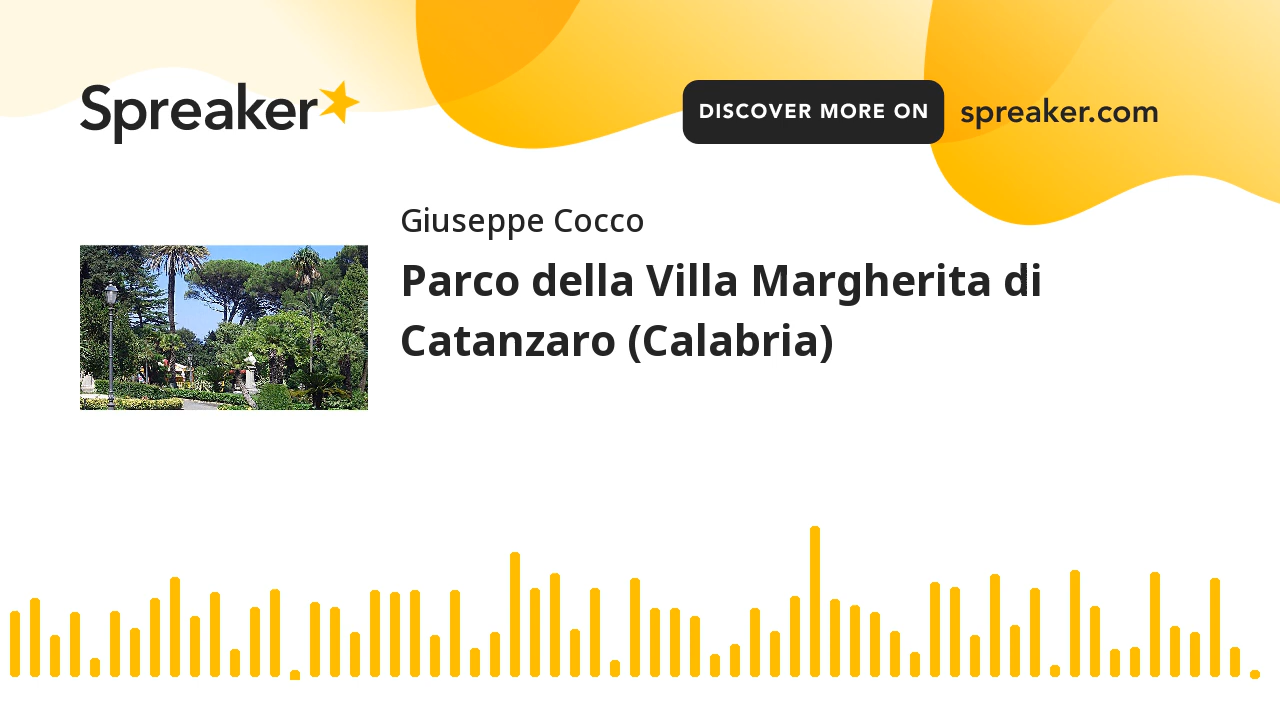 Spreaker
DISCOVER MORE ON
spreaker.com
Giuseppe Cocco
Parco della Villa Margherita di
Catanzaro (Calabria)